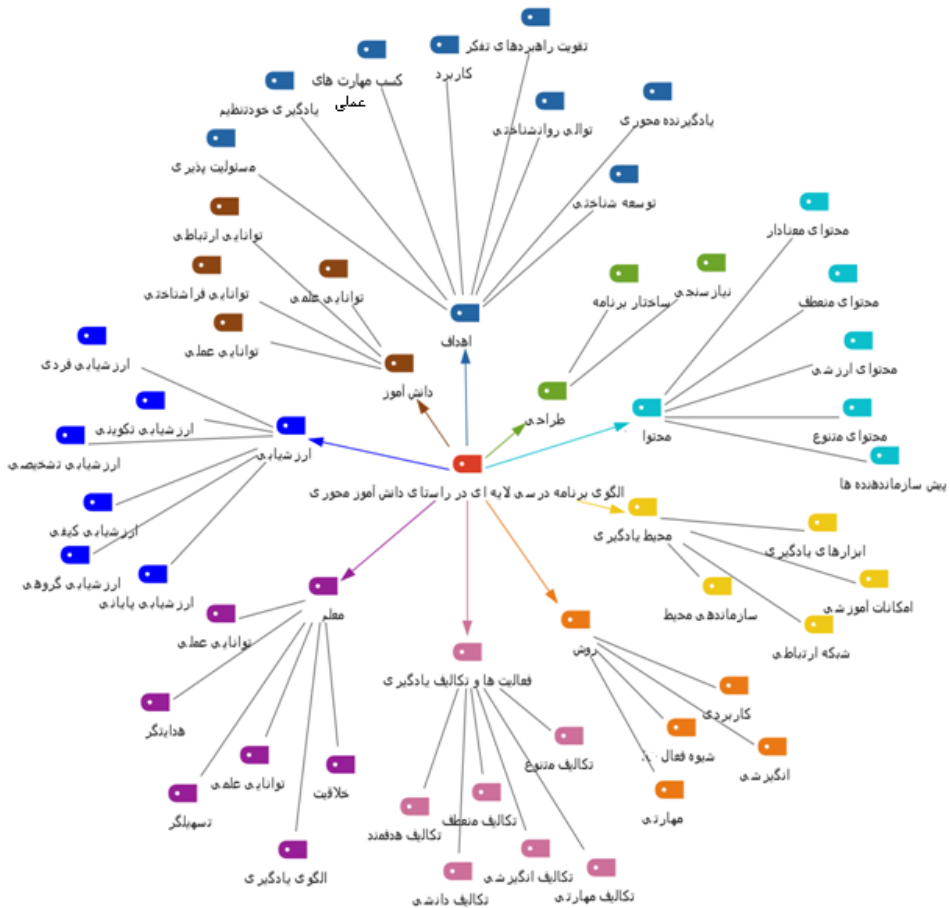 تقویت راهبردهای تفکر
کاربرد
کسب مهارت های
عملی
یادگیری خودتنظیم
توالی روانشناختی
یادگیرنده محوری
مسئولیت پذیری
توسعه شناختی
توانایی ارتباطی
توانایی علمی
توانایی فراشناختی
توانایی عملی
دانش آموز
اهداف
ساختار برنامه
نیازسنجی
طراحی
محتوای معنادار
محتوای منعطف
محتوای ارزشی
محتوای متنوع
پیش سازماندهنده ها
محتوا
ارزشیابی فردی
ارزشیابی تکوینی
ارزشیابی تشخیصی
ارزشیابی کیفی
ارزشیابی گروهی
ارزشیابی پایانی
ارزشیابی
الگوی برنامه درسی لایه ای در راستای دانش آموز محوری
محیط یادگیری
ابزارهای یادگیری
امکانات آموزشی
سازماندهی محیط
شبکه ارتباطی
معلم
توانایی عملی
هدایتگر
توانایی علمی
خلاقیت
تسهیلگر
الگوی یادگیری
فعالیت ها و تکالیف یادگیری
تکالیف متنوع
تکالیف منعطف
تکالیف هدفمند
تکالیف انگیزشی
تکالیف مهارتی
تکالیف دانشی
روش
کاربردی
شیوه فعال
انگیزشی
مهارتی